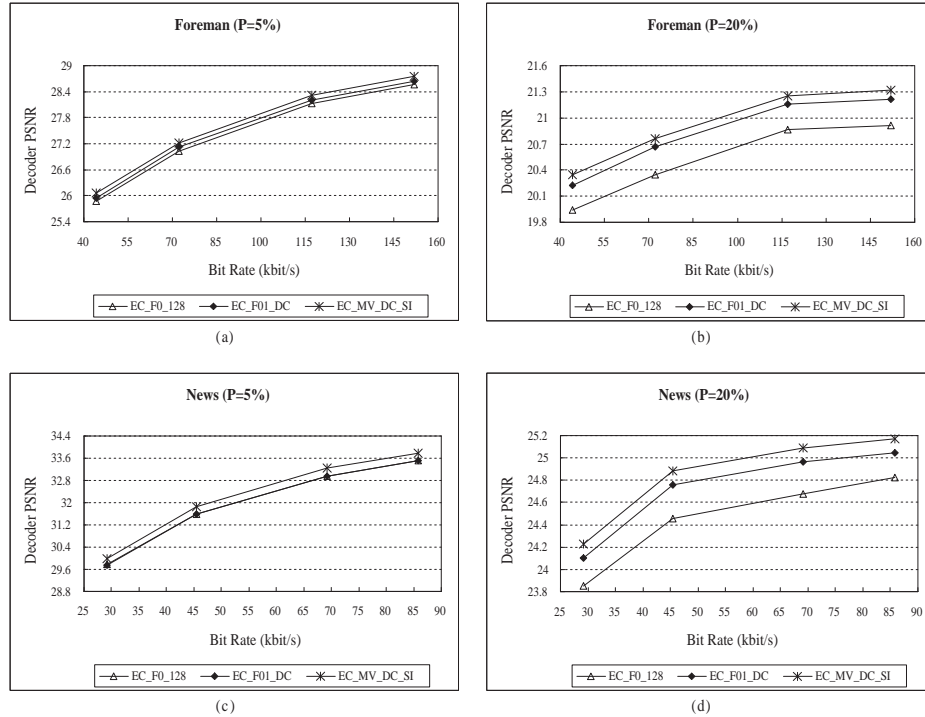 Foreman (P=5%)
Decoder PSNR
29
28.4
27.8
27.2
26.6
26
25.4
40 55 70 85 100 115 130 145 160
Bit Rate (kbit/s)
EC_F0_128 EC_F01_DC EC_MV_DC_SI
(a)
Foreman (P=20%)
Decoder PSNR
21.6
21.3
21
20.7
20.4
20.1
19.8
40 55 70 85 100 115 130 145 160
Bit Rate (kbit/s)
EC_F0_128 EC_F01_DC EC_MV_DC_SI
(b)
News (P=5%)
Decoder PSNR
34.4
33.6
32.8
32
31.2
30.4
29.6
28.8
25 30 35 40 45 50 55 60 65 70 75 80 85 90
Bit Rate (kbit/s)
EC_F0_128 EC_F01_DC EC_MV_DC_SI
(c)
News (P=20%)
Decoder PSNR
25.2
25
24.8
24.6
24.4
24.2
24
23.8
25 30 35 40 45 50 55 60 65 70 75 80 85 90
Bit Rate (kbit/s)
EC_F0_128 EC_F01_DC EC_MV_DC_SI
(d)